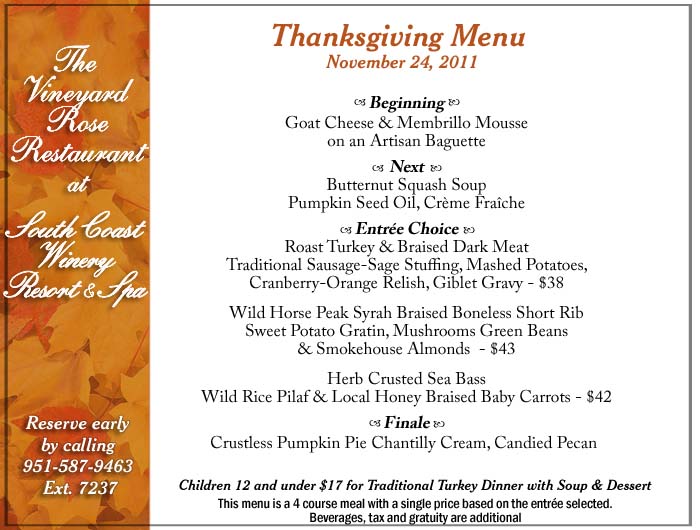 The
Vineyard
Rose
Restaurant
at
South Coast
Winery
Resort & Spa
Reserve early
by calling
951-587-9463
Ext. 7237
Thanksgiving Menu
November 24, 2011
Beginning
Goat Cheese & Membrillo Mousse
on an Artisan Baguette
Next
Butternut Squash Soup
Pumpkin Seed Oil, Crème Fraîche
Entrée Choice
Roast Turkey & Braised Dark Meat
Traditional Sausage-Sage Stuffing, Mashed Potatoes,
Cranberry-Orange Relish, Giblet Gravy - $38
Wild Horse Peak Syrah Braised Boneless Short Rib
Sweet Potato Gratin, Mushrooms Green Beans
& Smokehouse Almonds - $43
Herb Crusted Sea Bass
Wild Rice Pilaf & Local Honey Braised Baby Carrots - $42
Finale
Crustless Pumpkin Pie Chantilly Cream, Candied Pecan
Children 12 and under $17 for Traditional Turkey Dinner with Soup & Dessert
This menu is a 4 course meal with a single price based on the entrée selected.
Beverages, tax and gratuity are additional